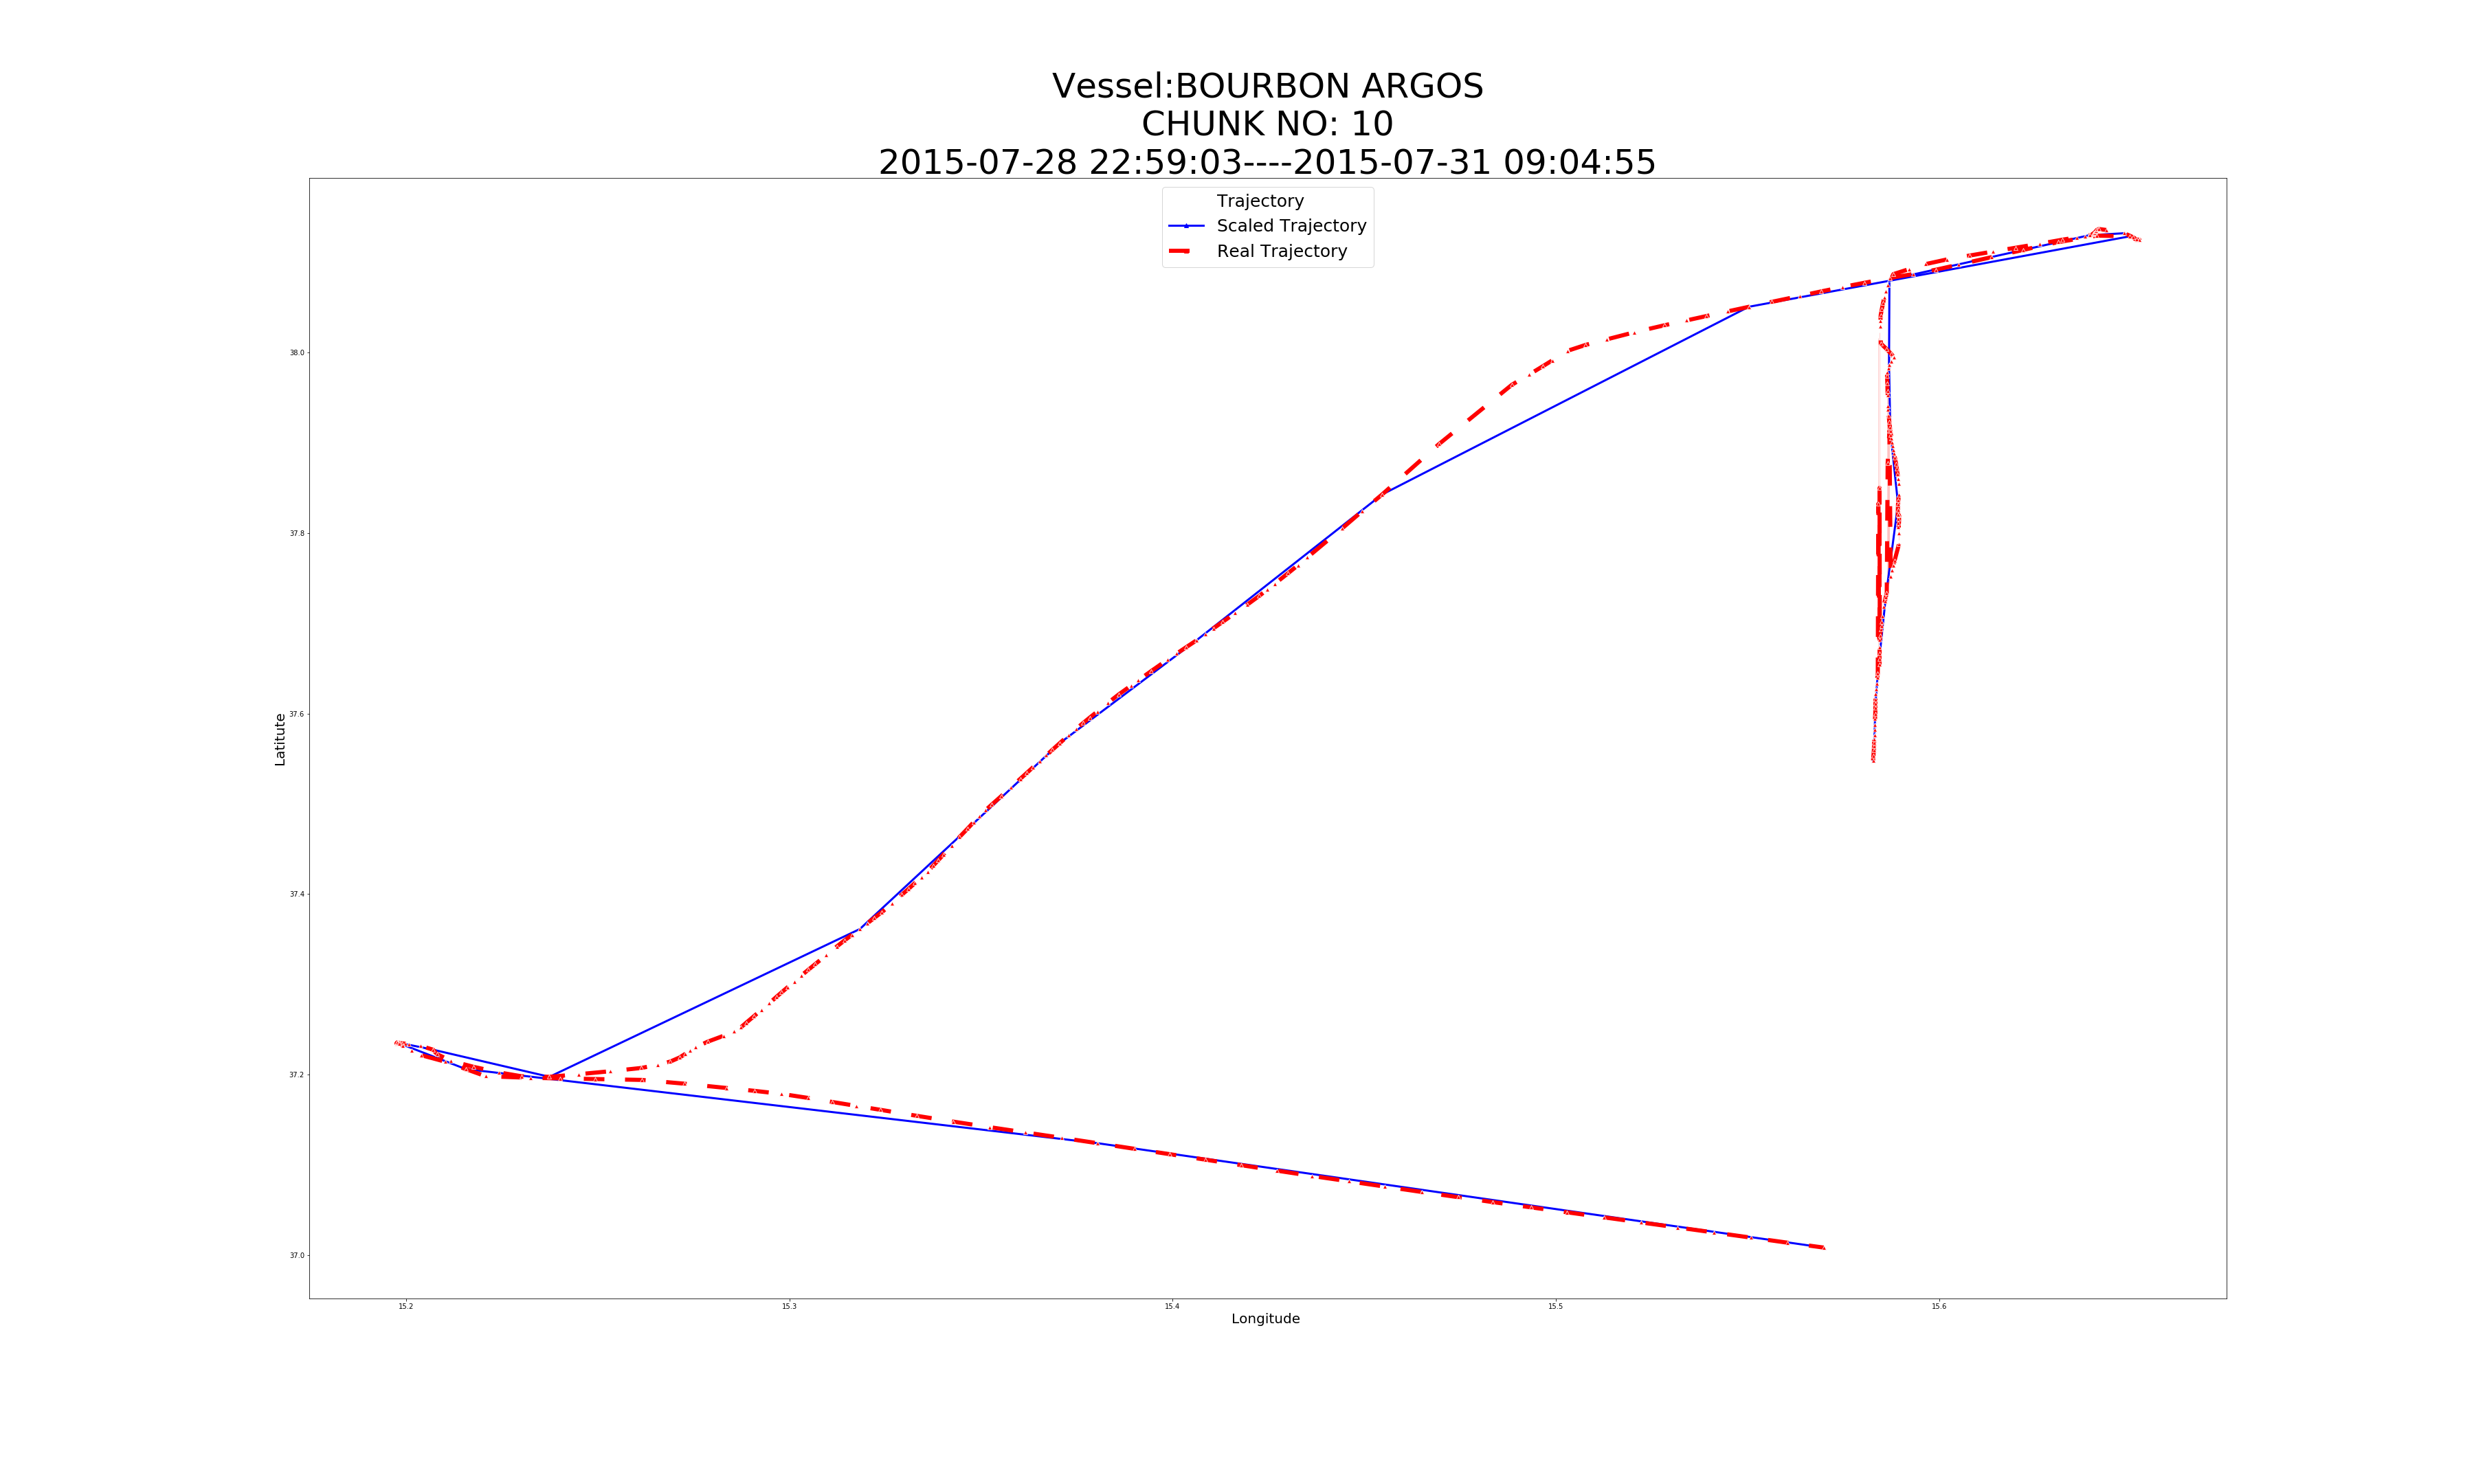 Vessel:BOURBON ARGOS
CHUNK NO: 10
2015-07-28 22:59:03----2015-07-31 09:04:55
Trajectory
Scaled Trajectory
Real Trajectory
38.0
37.8
37.6
37.4
37.2
37.0
Latitute
15.2 15.3 15.4 15.5 15.6
Longitude